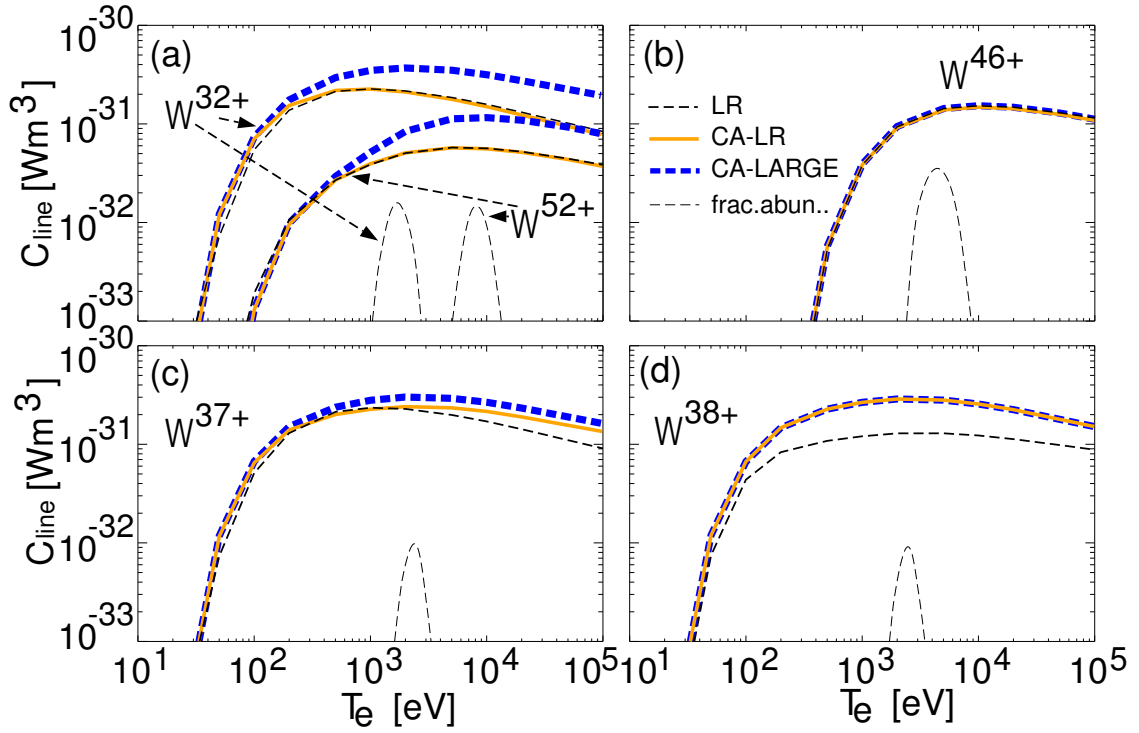 10^-30
10^-31
10^-32
10^-33
C_line [Wm^3]
(a)
W^32+
W^52+
(b)
W^46+
LR
CA-LR
CA-LARGE
frac.abun..
10^-30
10^-31
10^-32
10^-33
C_line [Wm^3]
(c)
W^37+
(d)
W^38+
10^1 10^2 10^3 10^4 10^5
10^1 10^2 10^3 10^4 10^5
T_e [eV]
T_e [eV]